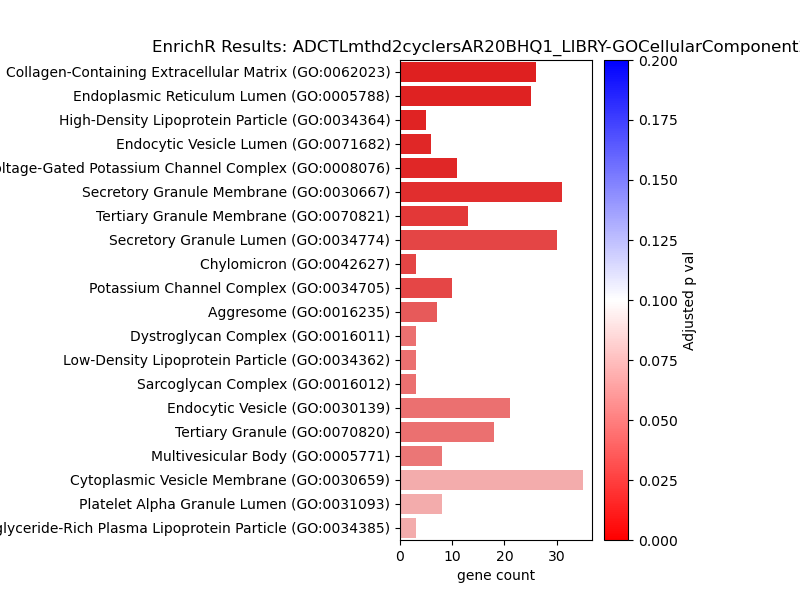 EnrichR Results: ADCTLmthd2cyclersAR20BHQ1_LIBRY-GOCellularComponent
Collagen-Containing Extracellular Matrix (GO:0062023)
Endoplasmic Reticulum Lumen (GO:0005788)
High-Density Lipoprotein Particle (GO:0034364)
Endocytic Vesicle Lumen (GO:0071682)
oltage-Gated Potassium Channel Complex (GO:0008076)
Secretory Granule Membrane (GO:0030667)
Tertiary Granule Membrane (GO:0070821)
Secretory Granule Lumen (GO:0034774)
Chylomicron (GO:0042627)
Potassium Channel Complex (GO:0034705)
Aggresome (GO:0016235)
Dystroglycan Complex (GO:0016011)
Low-Density Lipoprotein Particle (GO:0034362)
Sarcoglycan Complex (GO:0016012)
Endocytic Vesicle (GO:0030139)
Tertiary Granule (GO:0070820)
Multivesicular Body (GO:0005771)
Cytoplasmic Vesicle Membrane (GO:0030659)
Platelet Alpha Granule Lumen (GO:0031093)
glyceride-Rich Plasma Lipoprotein Particle (GO:0034385)
0 10 20 30
gene count
0.200
0.175
0.150
0.125
0.100
0.075
0.050
0.025
0.000
Adjusted p val